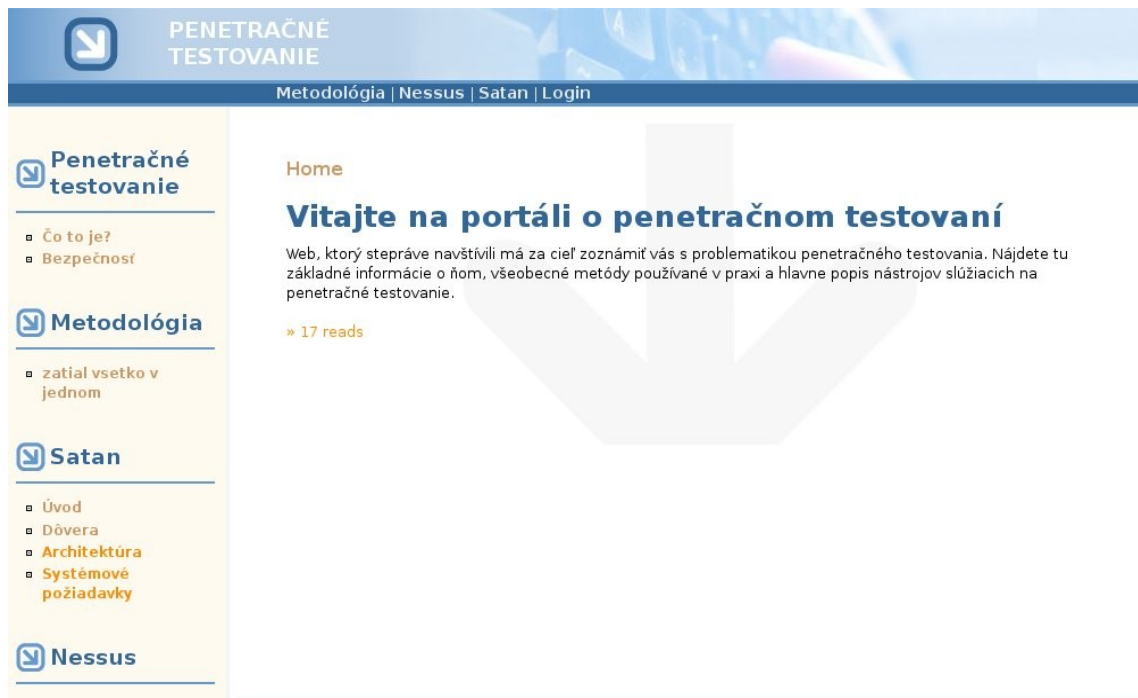 PENETRAČNÉ
TESTOVANIE
Metodológia | Nessus | Satan | Login
Penetračné
testovanie
Čo to je?
Bezpečnosť
Metodológia
zatial vsetko v
jednom
Satan
Úvod
Dôvera
Architektúra
Systémové
požiadavky
Nessus
Home
Vitajte na portáli o penetračnom testovaní
Web, ktorý stepráve navštívili má za cieľ zoznámiť vás s problematikou penetračného testovania. Nájdete tu
základné informácie o ňom, všeobecné metódy používané v praxi a hlavne popis nástrojov slúžiacich na
penetračné testovanie.
» 17 reads